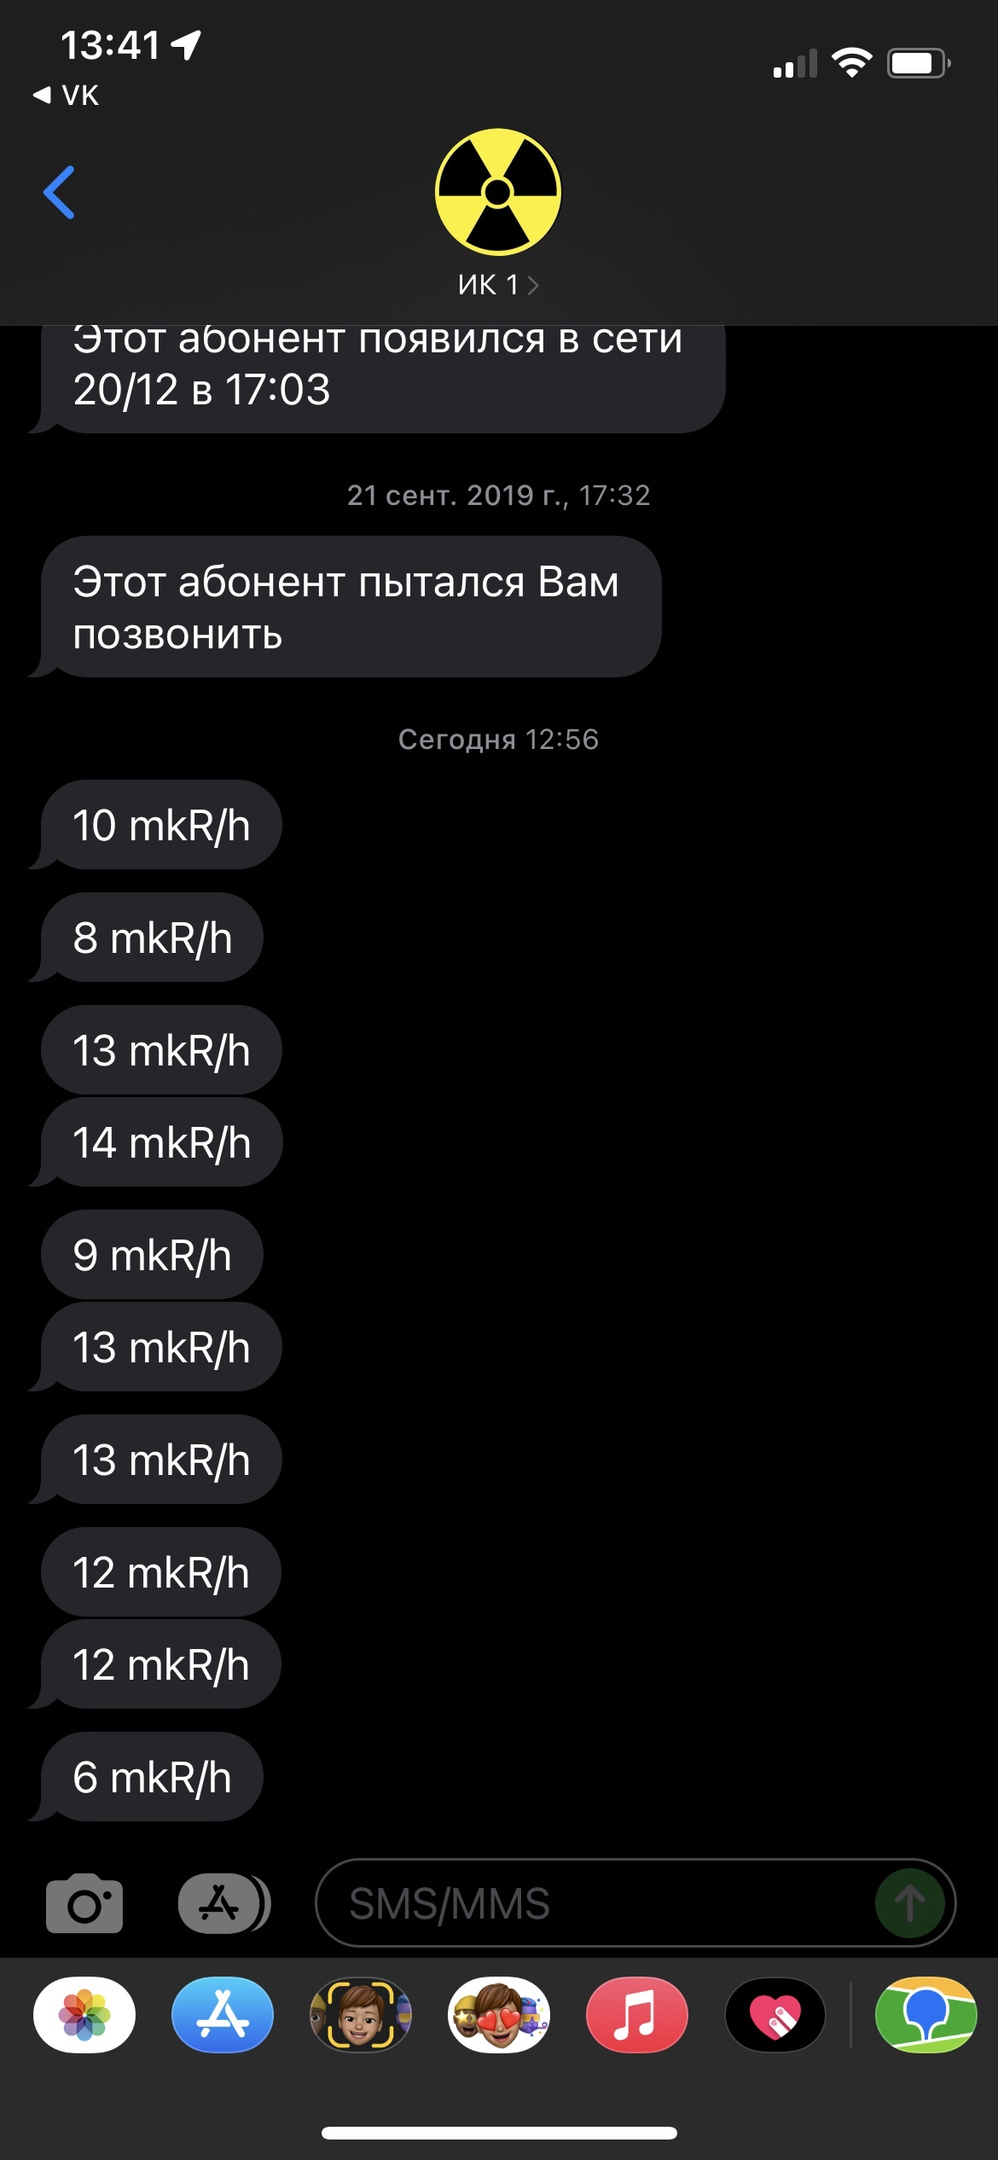 13:41
VK
ИК 1
Этот абонент появился в сети
20/12 в 17:03
21 сент. 2019 г., 17:32
Этот абонент пытался Вам
позвонить
Сегодня 12:56
10 mkR/h
8 mkR/h
13 mkR/h
14 mkR/h
9 mkR/h
13 mkR/h
13 mkR/h
12 mkR/h
12 mkR/h
6 mkR/h
SMS/MMS